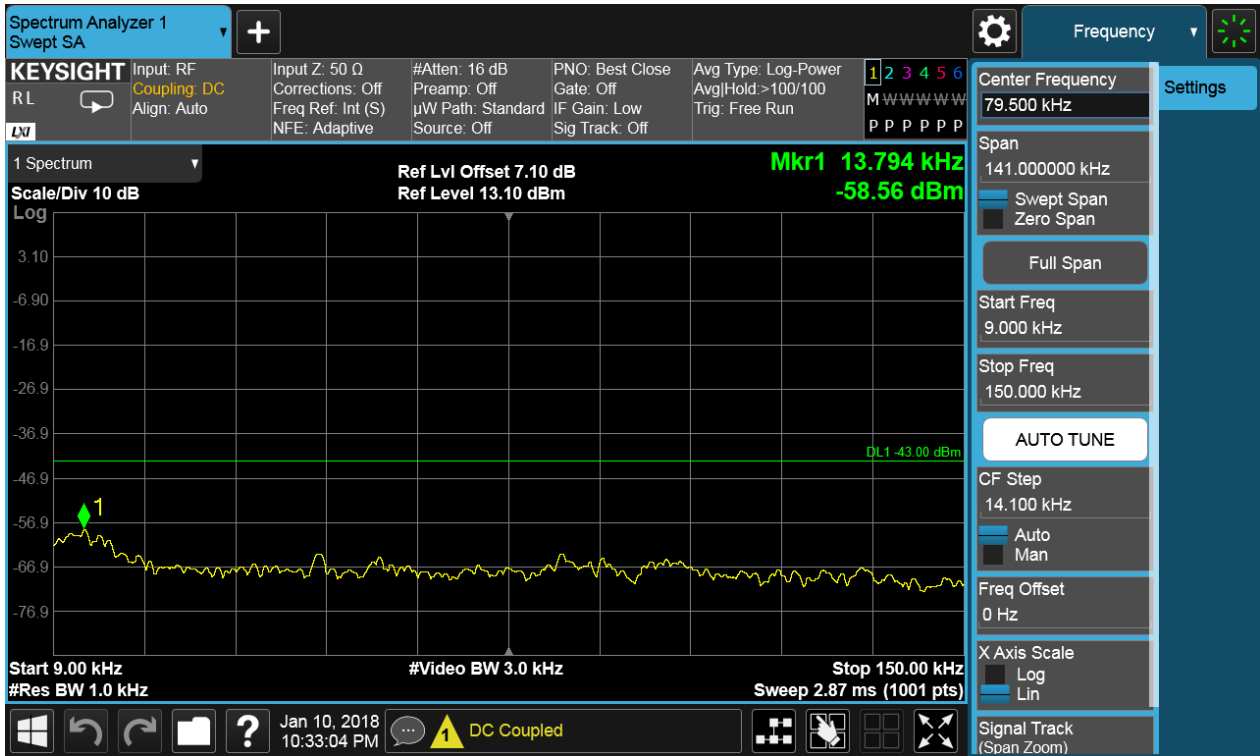 Spectrum Analyzer 1
Swept SA
Frequency
KEYSIGHT
R L
LXI
Input: RF
Coupling: DC
Align: Auto
Input Z: 50 Ω
Corrections: Off
Freq Ref: Int (S)
NFE: Adaptive
#Atten: 16 dB
Preamp: Off
µW Path: Standard
Source: Off
PNO: Best Close
Gate: Off
IF Gain: Low
Sig Track: Off
Avg Type: Log-Power
Avg|Hold:>100/100
Trig: Free Run
1 2 3 4 5 6
M W W W W W
P P P P P P
1 Spectrum
Scale/Div 10 dB
Log
Ref Lvl Offset 7.10 dB
Ref Level 13.10 dBm
Mkr1 13.794 kHz
-58.56 dBm
3.10
-6.90
-16.9
-26.9
-36.9
-46.9
-56.9
-66.9
-76.9
DL1 -43.00 dBm
1
Start 9.00 kHz
#Res BW 1.0 kHz
#Video BW 3.0 kHz
Stop 150.00 kHz
Sweep 2.87 ms (1001 pts)
Center Frequency
79.500 kHz
Span
141.000000 kHz
Swept Span
Zero Span
Full Span
Start Freq
9.000 kHz
Stop Freq
150.000 kHz
AUTO TUNE
CF Step
14.100 kHz
Auto
Man
Freq Offset
0 Hz
X Axis Scale
Log
Lin
Signal Track
(Span Zoom)
Settings
?
Jan 10, 2018
10:33:04 PM
1
DC Coupled